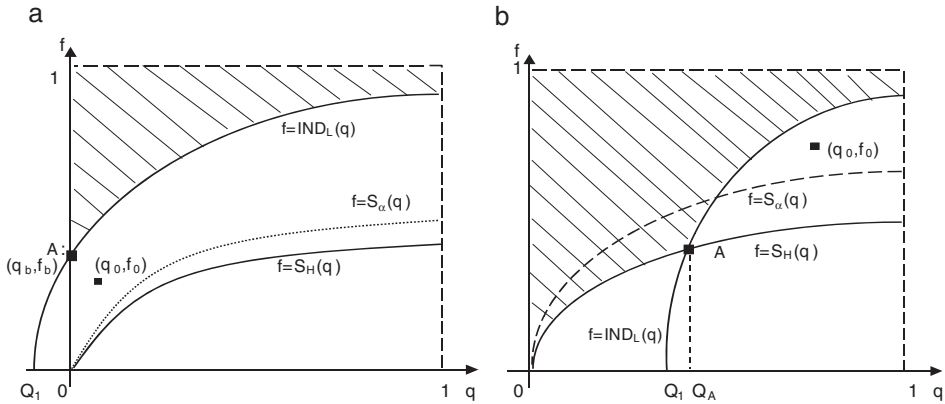 a
f
1
f=IND_L(q)
f=S_α(q)
A:
(q_b,f_b)
(q_0,f_0)
f=S_H(q)
Q_1 0 1 q
b
f
1
(q_0,f_0)
f=S_α(q)
A
f=S_H(q)
f=IND_L(q)
0 Q_1 Q_A 1 q